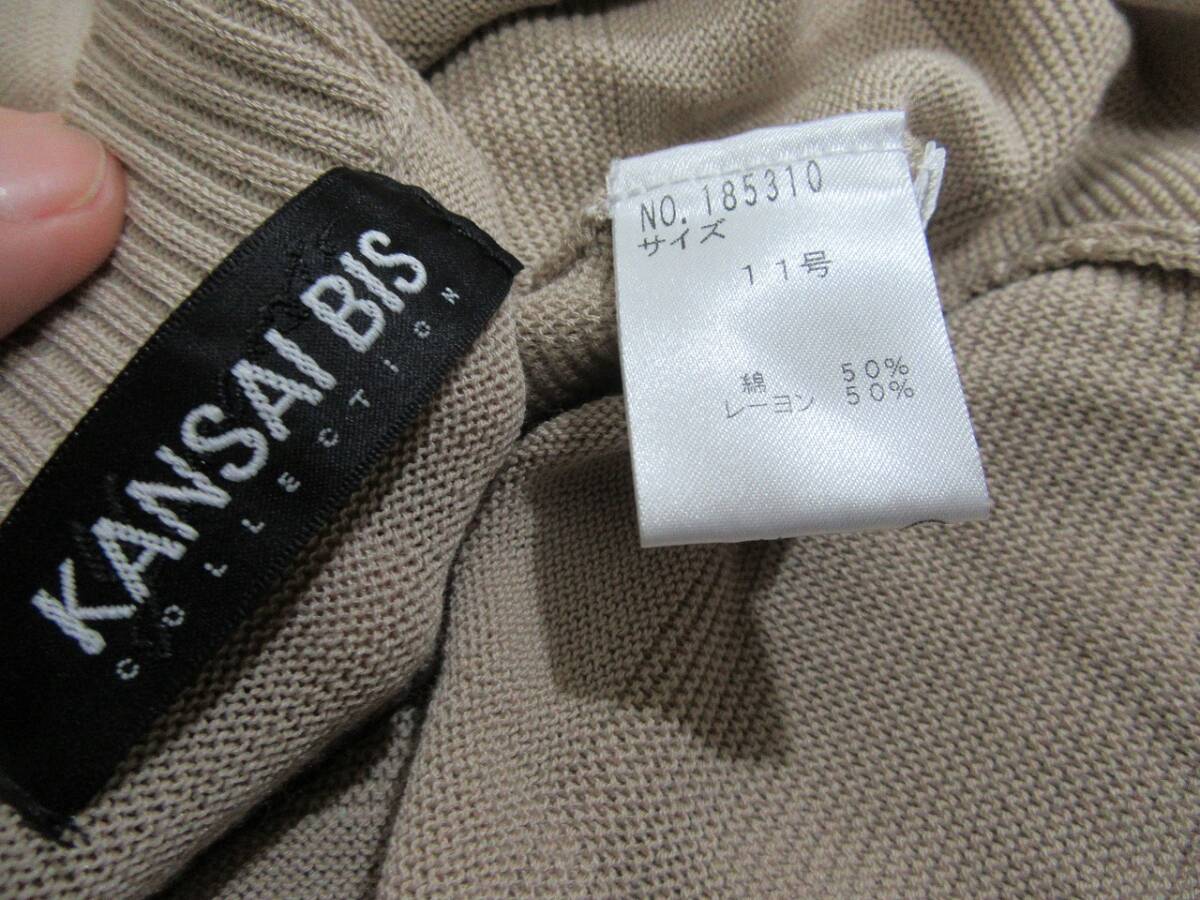 KANSAI BIS
COLLECTION
NO. 185310
サイズ
11号
綿 50%
レーヨン 50%